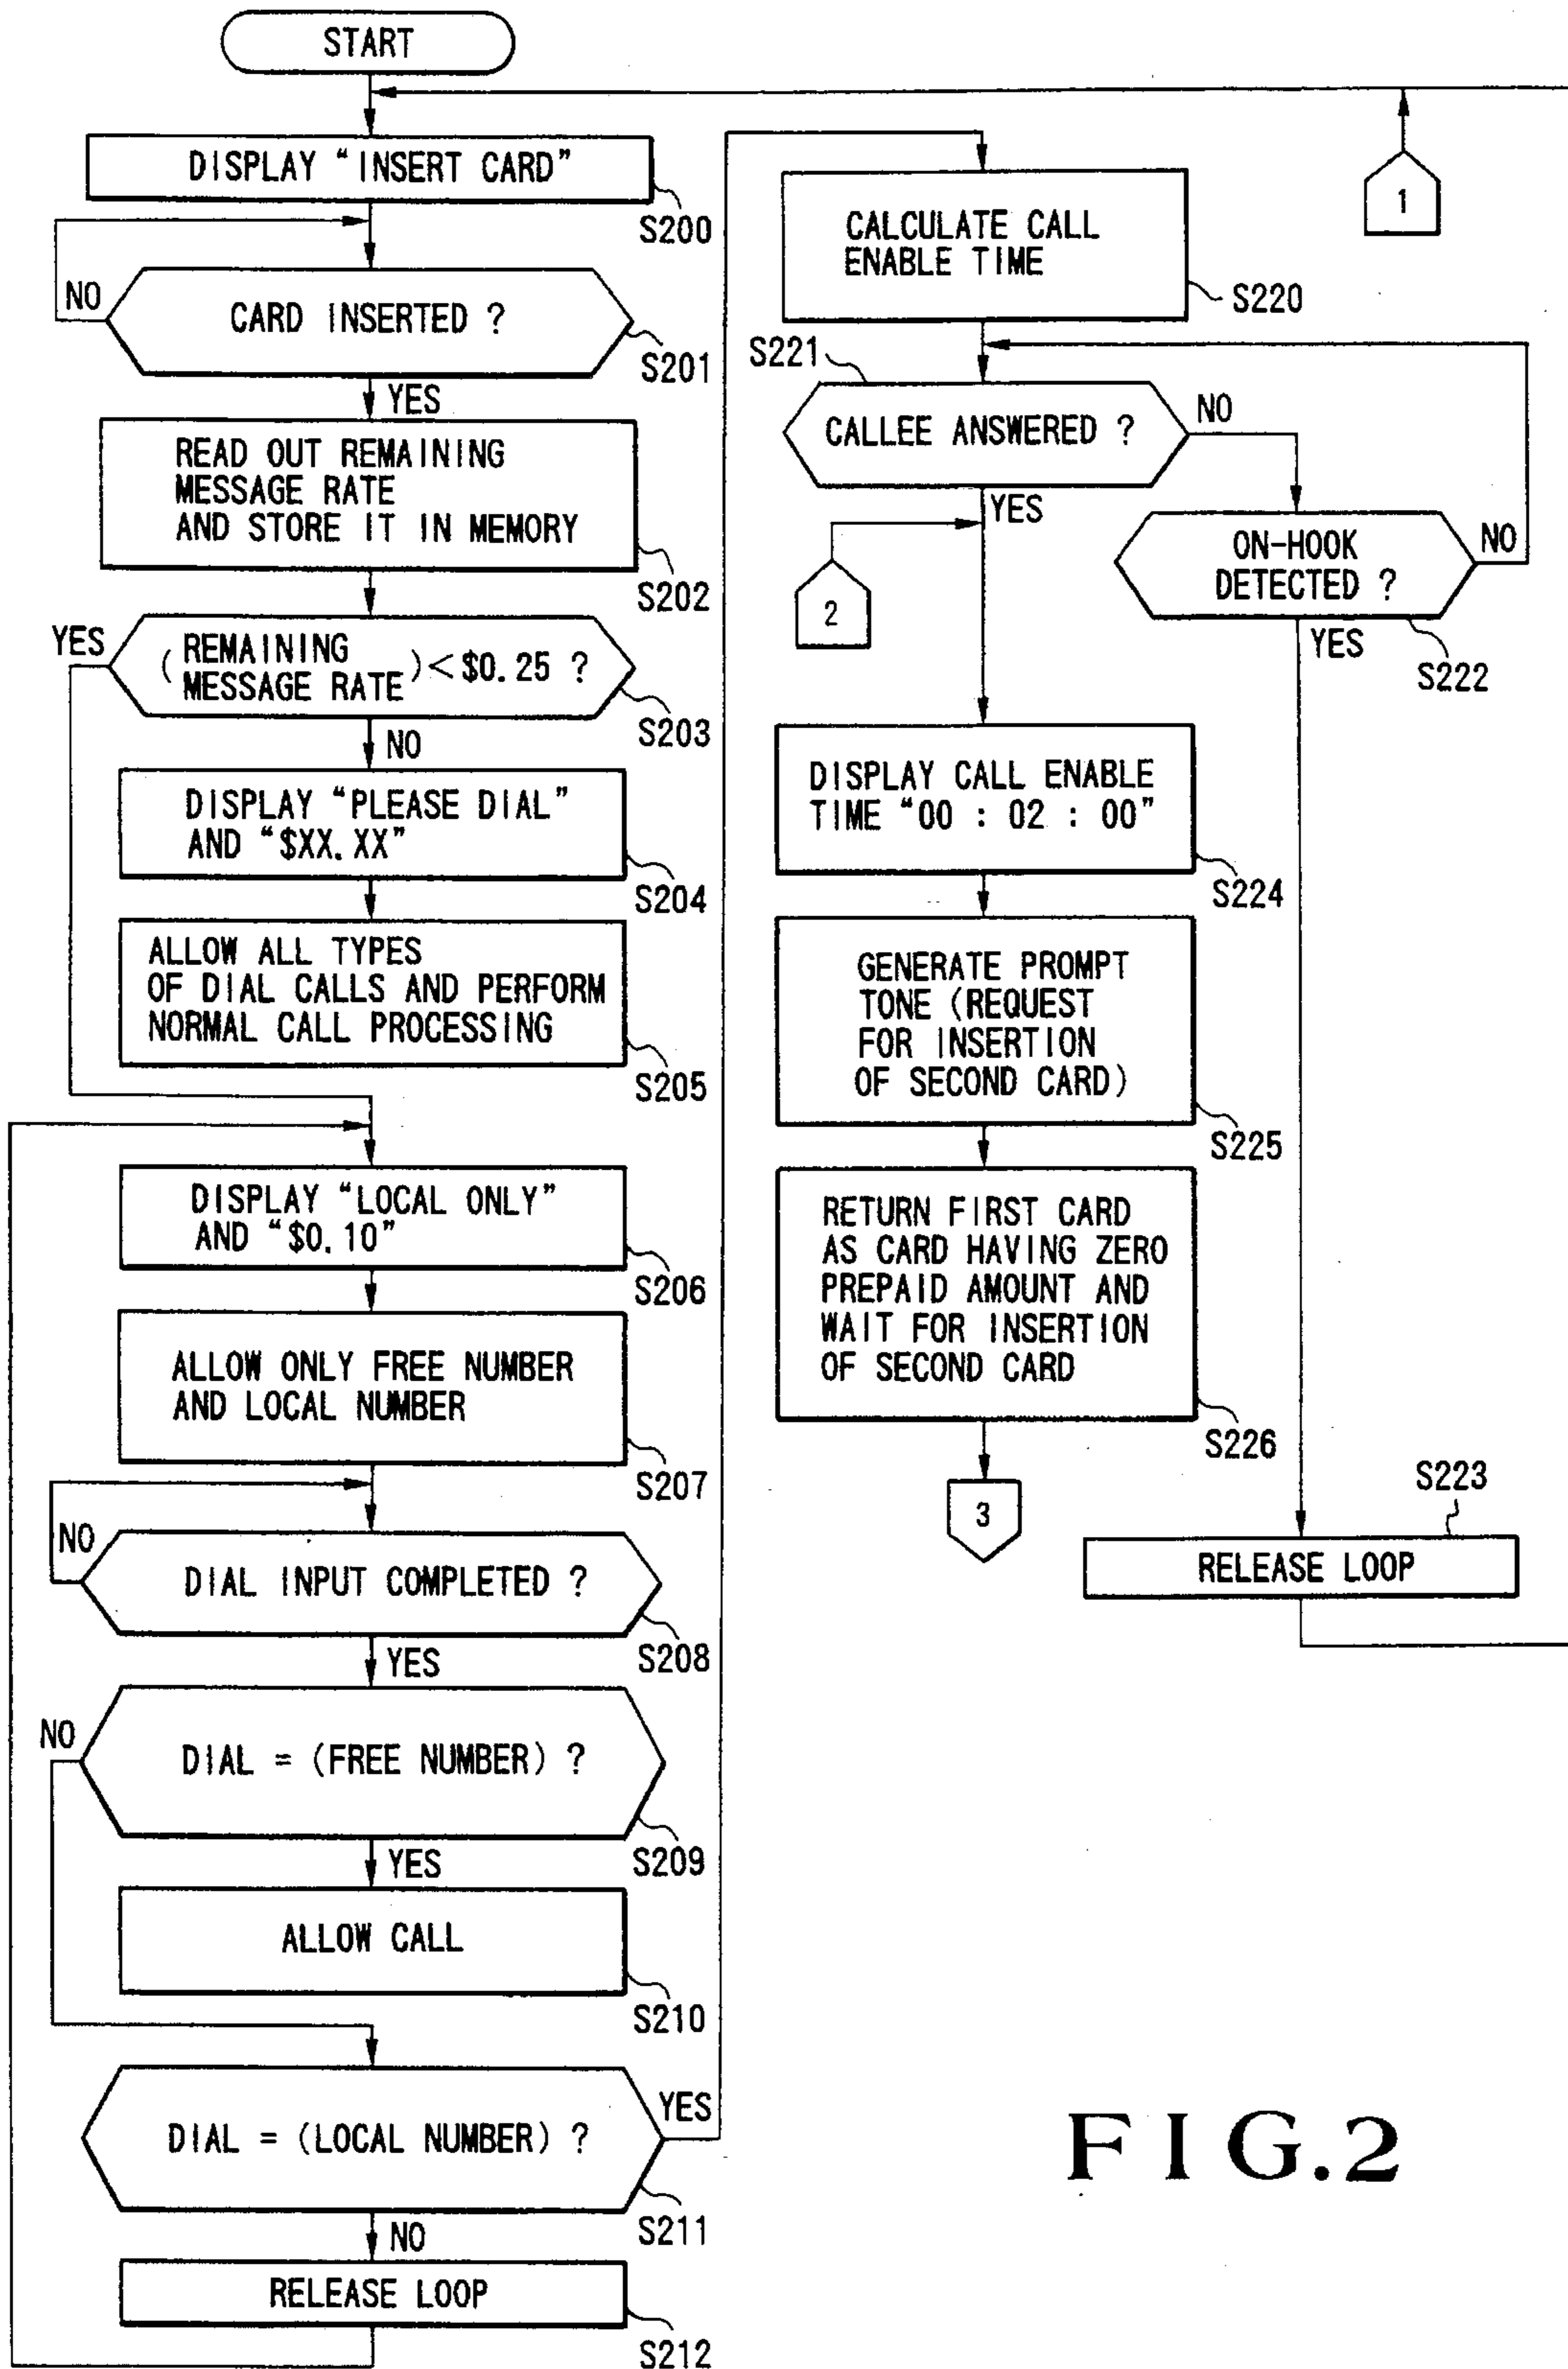 START
DISPLAY “INSERT CARD”
S200
NO
CARD INSERTED ?
S201
YES
READ OUT REMAINING
MESSAGE RATE
AND STORE IT IN MEMORY
S202
YES
(REMAINING
MESSAGE RATE) < $0.25 ?
S203
NO
DISPLAY “PLEASE DIAL”
AND “$XX.XX”
S204
ALLOW ALL TYPES
OF DIAL CALLS AND PERFORM
NORMAL CALL PROCESSING
S205
DISPLAY “LOCAL ONLY”
AND “$0.10”
S206
ALLOW ONLY FREE NUMBER
AND LOCAL NUMBER
S207
NO
DIAL INPUT COMPLETED ?
S208
YES
NO
DIAL = (FREE NUMBER) ?
S209
YES
ALLOW CALL
S210
DIAL = (LOCAL NUMBER) ?
YES
S211
NO
RELEASE LOOP
S212
1
CALCULATE CALL
ENABLE TIME
S220
S221
CALLEE ANSWERED ?
NO
YES
2
ON-HOOK
DETECTED ?
NO
S222
YES
DISPLAY CALL ENABLE
TIME “00 : 02 : 00”
S224
GENERATE PROMPT
TONE (REQUEST
FOR INSERTION
OF SECOND CARD)
S225
RETURN FIRST CARD
AS CARD HAVING ZERO
PREPAID AMOUNT AND
WAIT FOR INSERTION
OF SECOND CARD
S226
3
S223
RELEASE LOOP
FIG.2